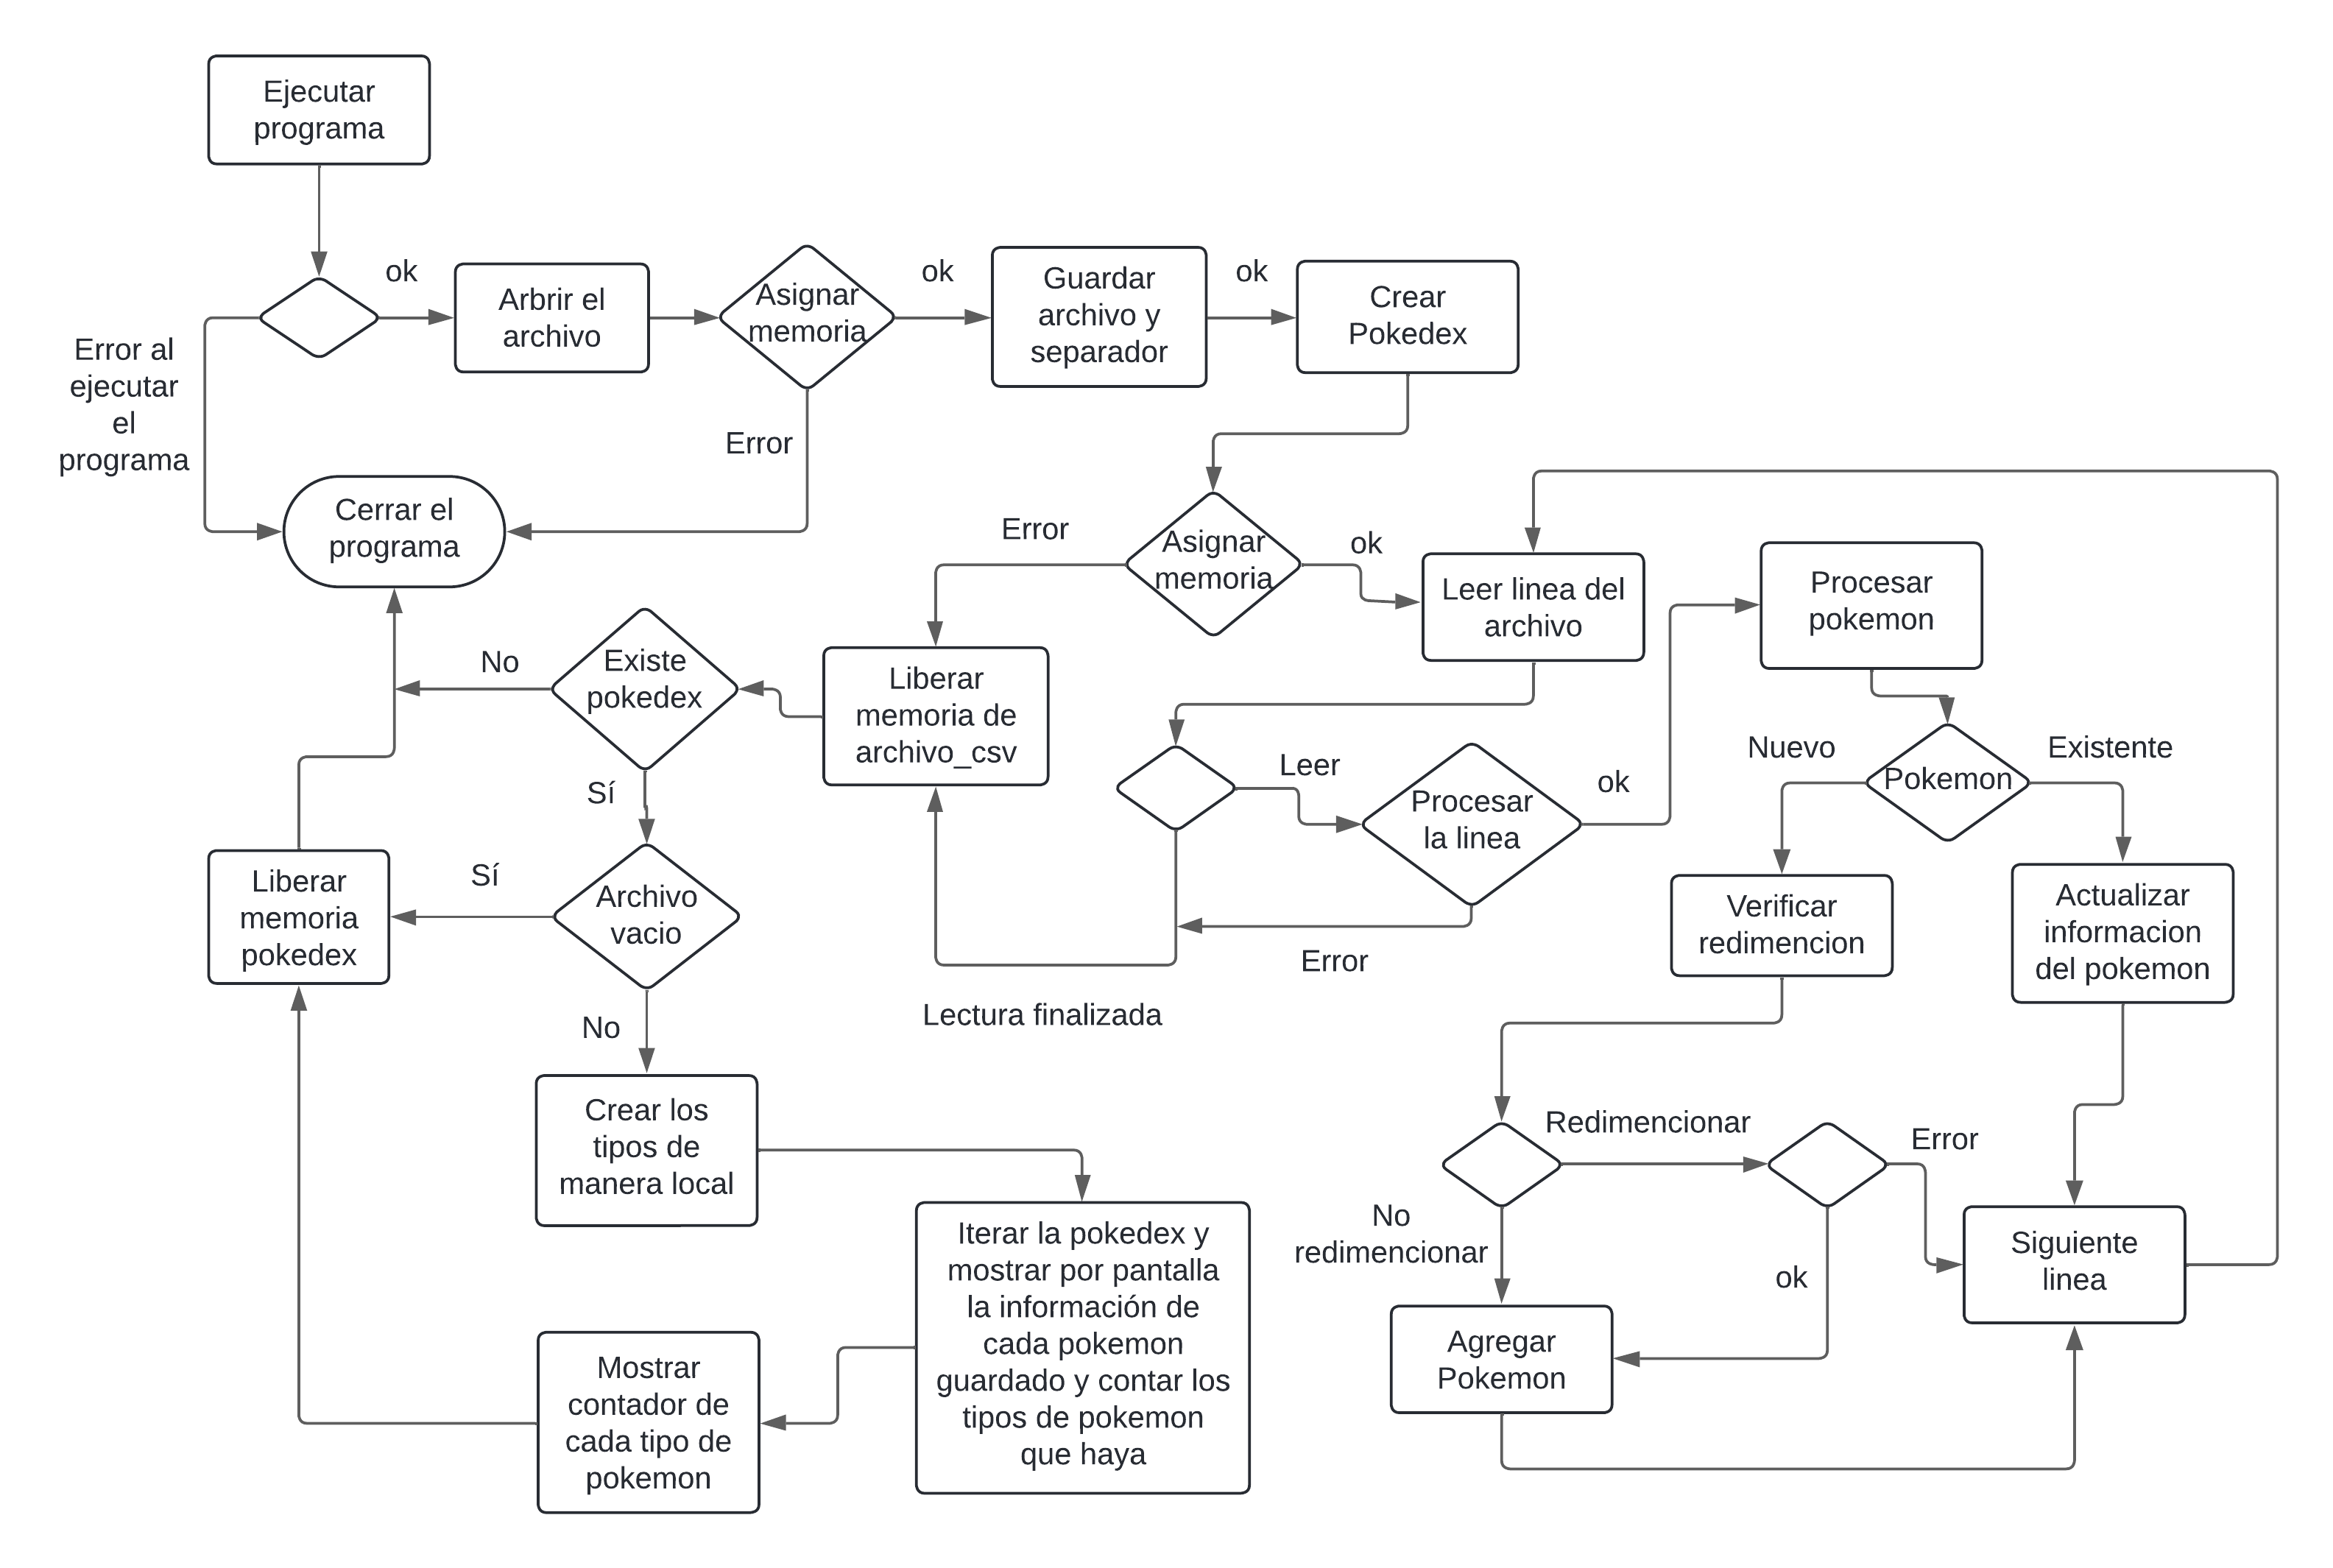 Ejecutar
programa
ok
Arbrir el
archivo
Asignar
memoria
ok
Guardar
archivo y
separador
ok
Crear
Pokedex
Error al
ejecutar
el
programa
Error
Cerrar el
programa
Error
Asignar
memoria
ok
Leer linea del
archivo
Procesar
pokemon
No
Existe
pokedex
Liberar
memoria de
archivo_csv
Sí
Leer
Procesar
la linea
ok
Nuevo
Pokemon
Existente
Liberar
memoria
pokedex
Sí
Archivo
vacio
Error
Lectura finalizada
Verificar
redimencion
Actualizar
informacion
del pokemon
No
Crear los
tipos de
manera local
Redimencionar
Error
No
redimencionar
ok
Siguiente
linea
Iterar la pokedex y
mostrar por pantalla
la información de
cada pokemon
guardado y contar los
tipos de pokemon
que haya
Agregar
Pokemon
Mostrar
contador de
cada tipo de
pokemon